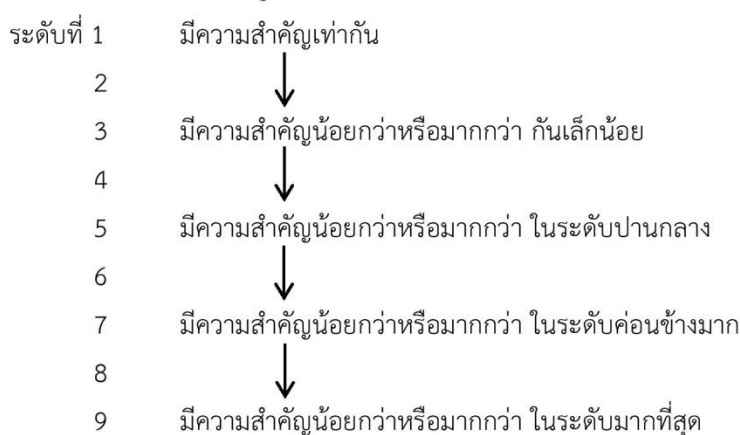 ระดับที่ 1 มีความสำคัญเท่ากัน
2
3 มีความสำคัญน้อยกว่าหรือมากกว่า กันเล็กน้อย
4
5 มีความสำคัญน้อยกว่าหรือมากกว่า ในระดับปานกลาง
6
7 มีความสำคัญน้อยกว่าหรือมากกว่า ในระดับค่อนข้างมาก
8
9 มีความสำคัญน้อยกว่าหรือมากกว่า ในระดับมากที่สุด